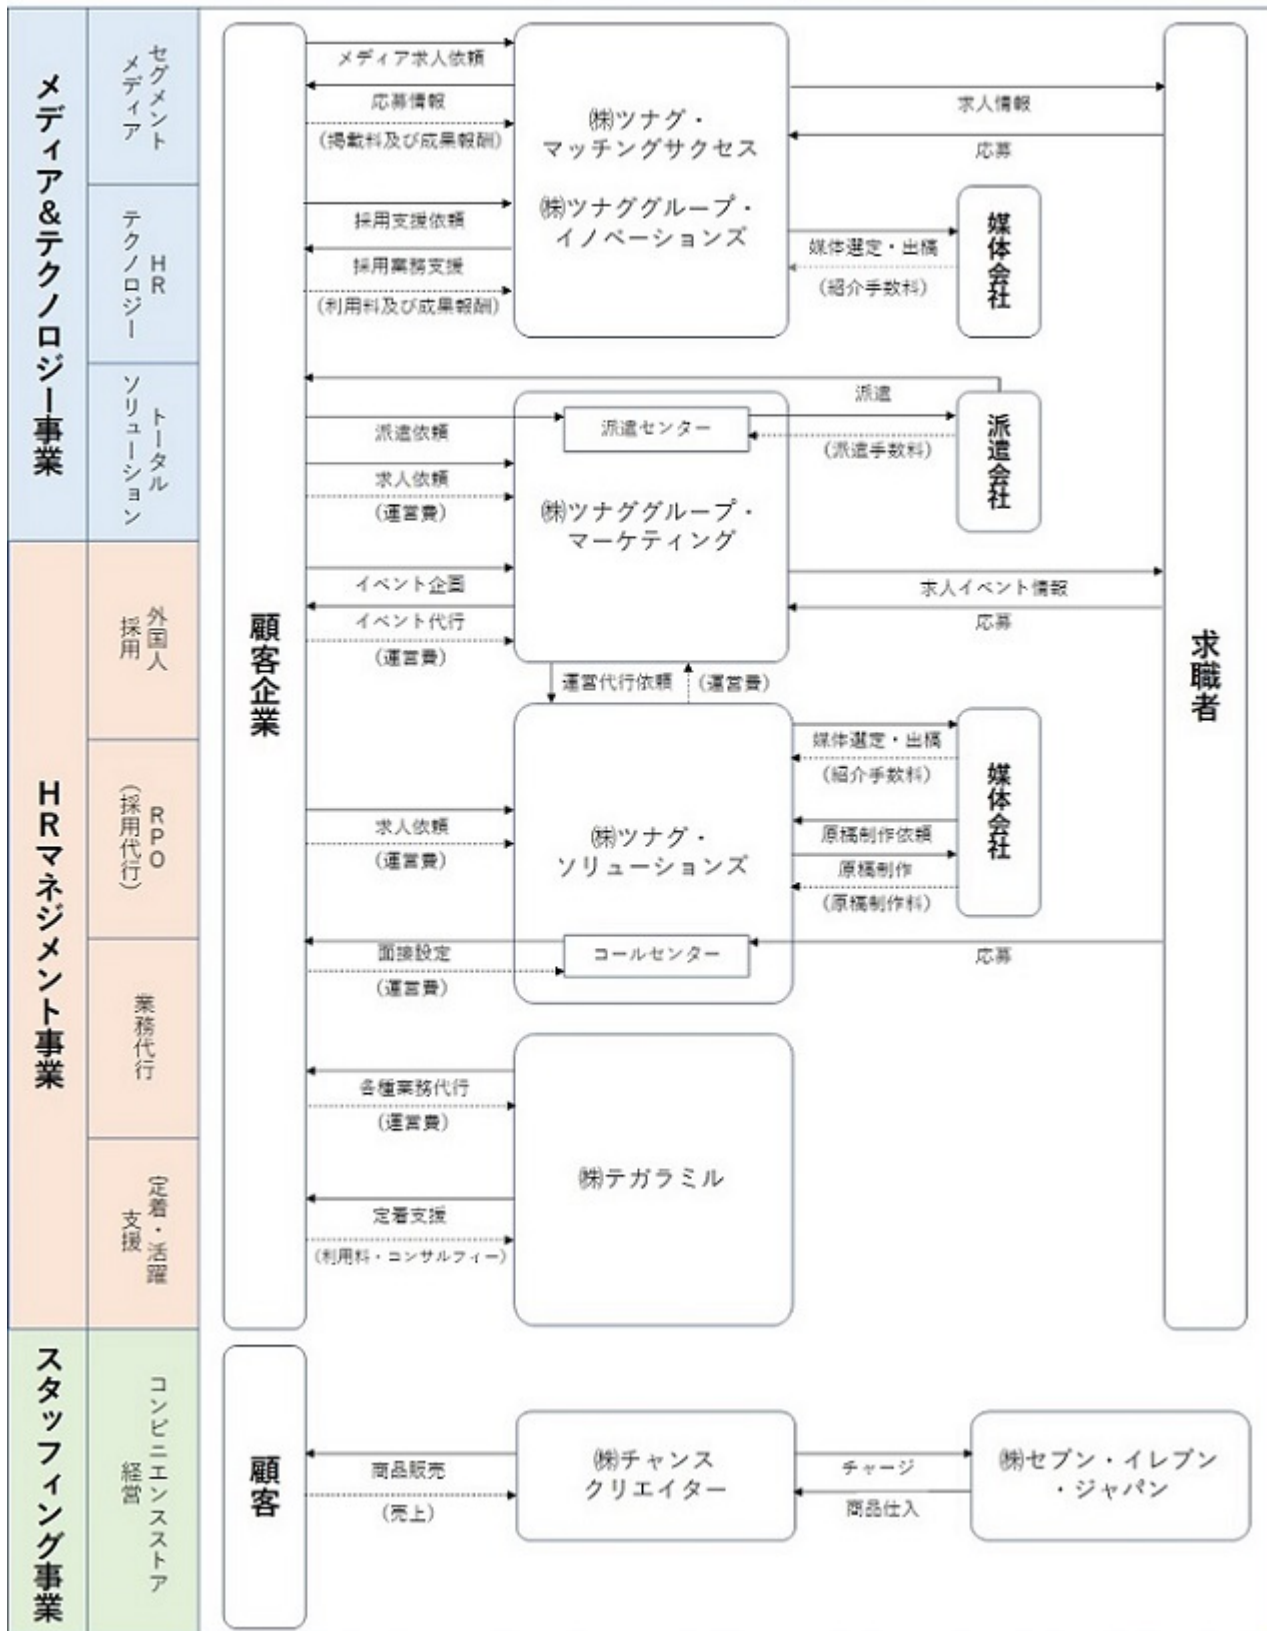 メディア&テクノロジー事業
セグメント
メディア
HR
テクノロジー
トータル
ソリューション
HRマネジメント事業
外国人
採用
RPO
(採用代行)
業務代行
定着・活躍
支援
スタッフィング事業
コンビニエンスストア
経営
顧客企業
メディア求人依頼
応募情報
(掲載料及び成果報酬)
採用支援依頼
採用業務支援
(利用料及び成果報酬)
㈱ツナグ・
マッチングサクセス
㈱ツナググループ・
イノベーションズ
求人情報
応募
媒体選定・出稿
(紹介手数料)
媒体会社
派遣依頼
求人依頼
(運営費)
イベント企画
イベント代行
(運営費)
派遣センター
㈱ツナググループ・
マーケティング
派遣
(派遣手数料)
派遣会社
求人イベント情報
応募
運営代行依頼
(運営費)
求職者
求人依頼
(運営費)
面接設定
(運営費)
㈱ツナグ・
ソリューションズ
コールセンター
媒体選定・出稿
(紹介手数料)
原稿制作依頼
原稿制作
(原稿制作料)
媒体会社
応募
各種業務代行
(運営費)
定着支援
(利用料・コンサルフィー)
㈱テガラミル
顧客
商品販売
(売上)
㈱チャンス
クリエイター
チャージ
商品仕入
㈱セブン・イレブン
・ジャパン